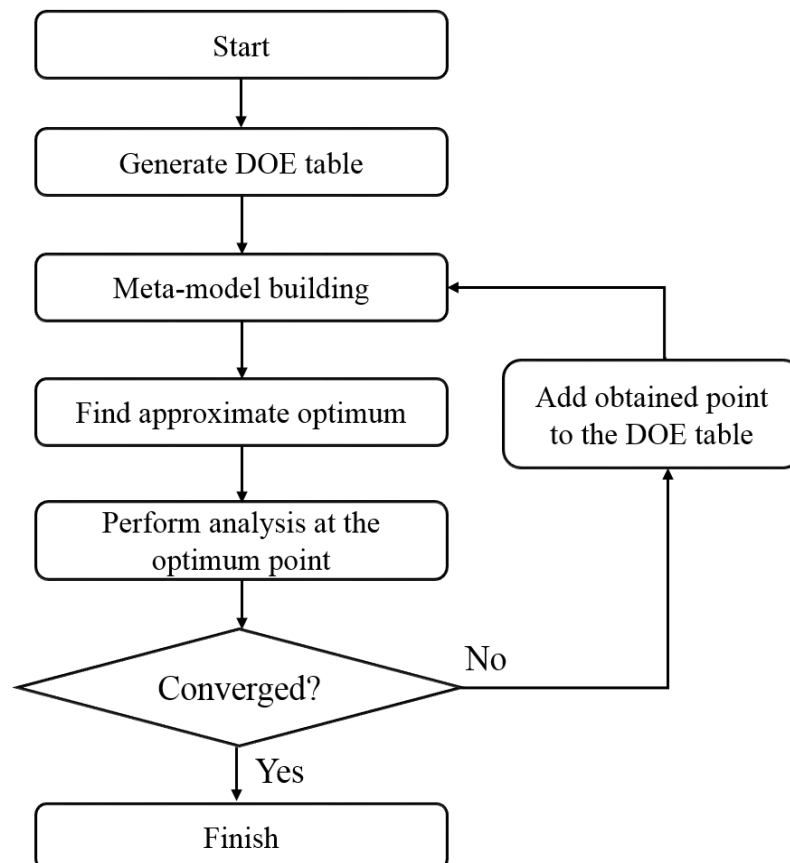 Start
Generate DOE table
Meta-model building
Find approximate optimum
Add obtained point
to the DOE table
Perform analysis at the
optimum point
Converged?
No
Yes
Finish